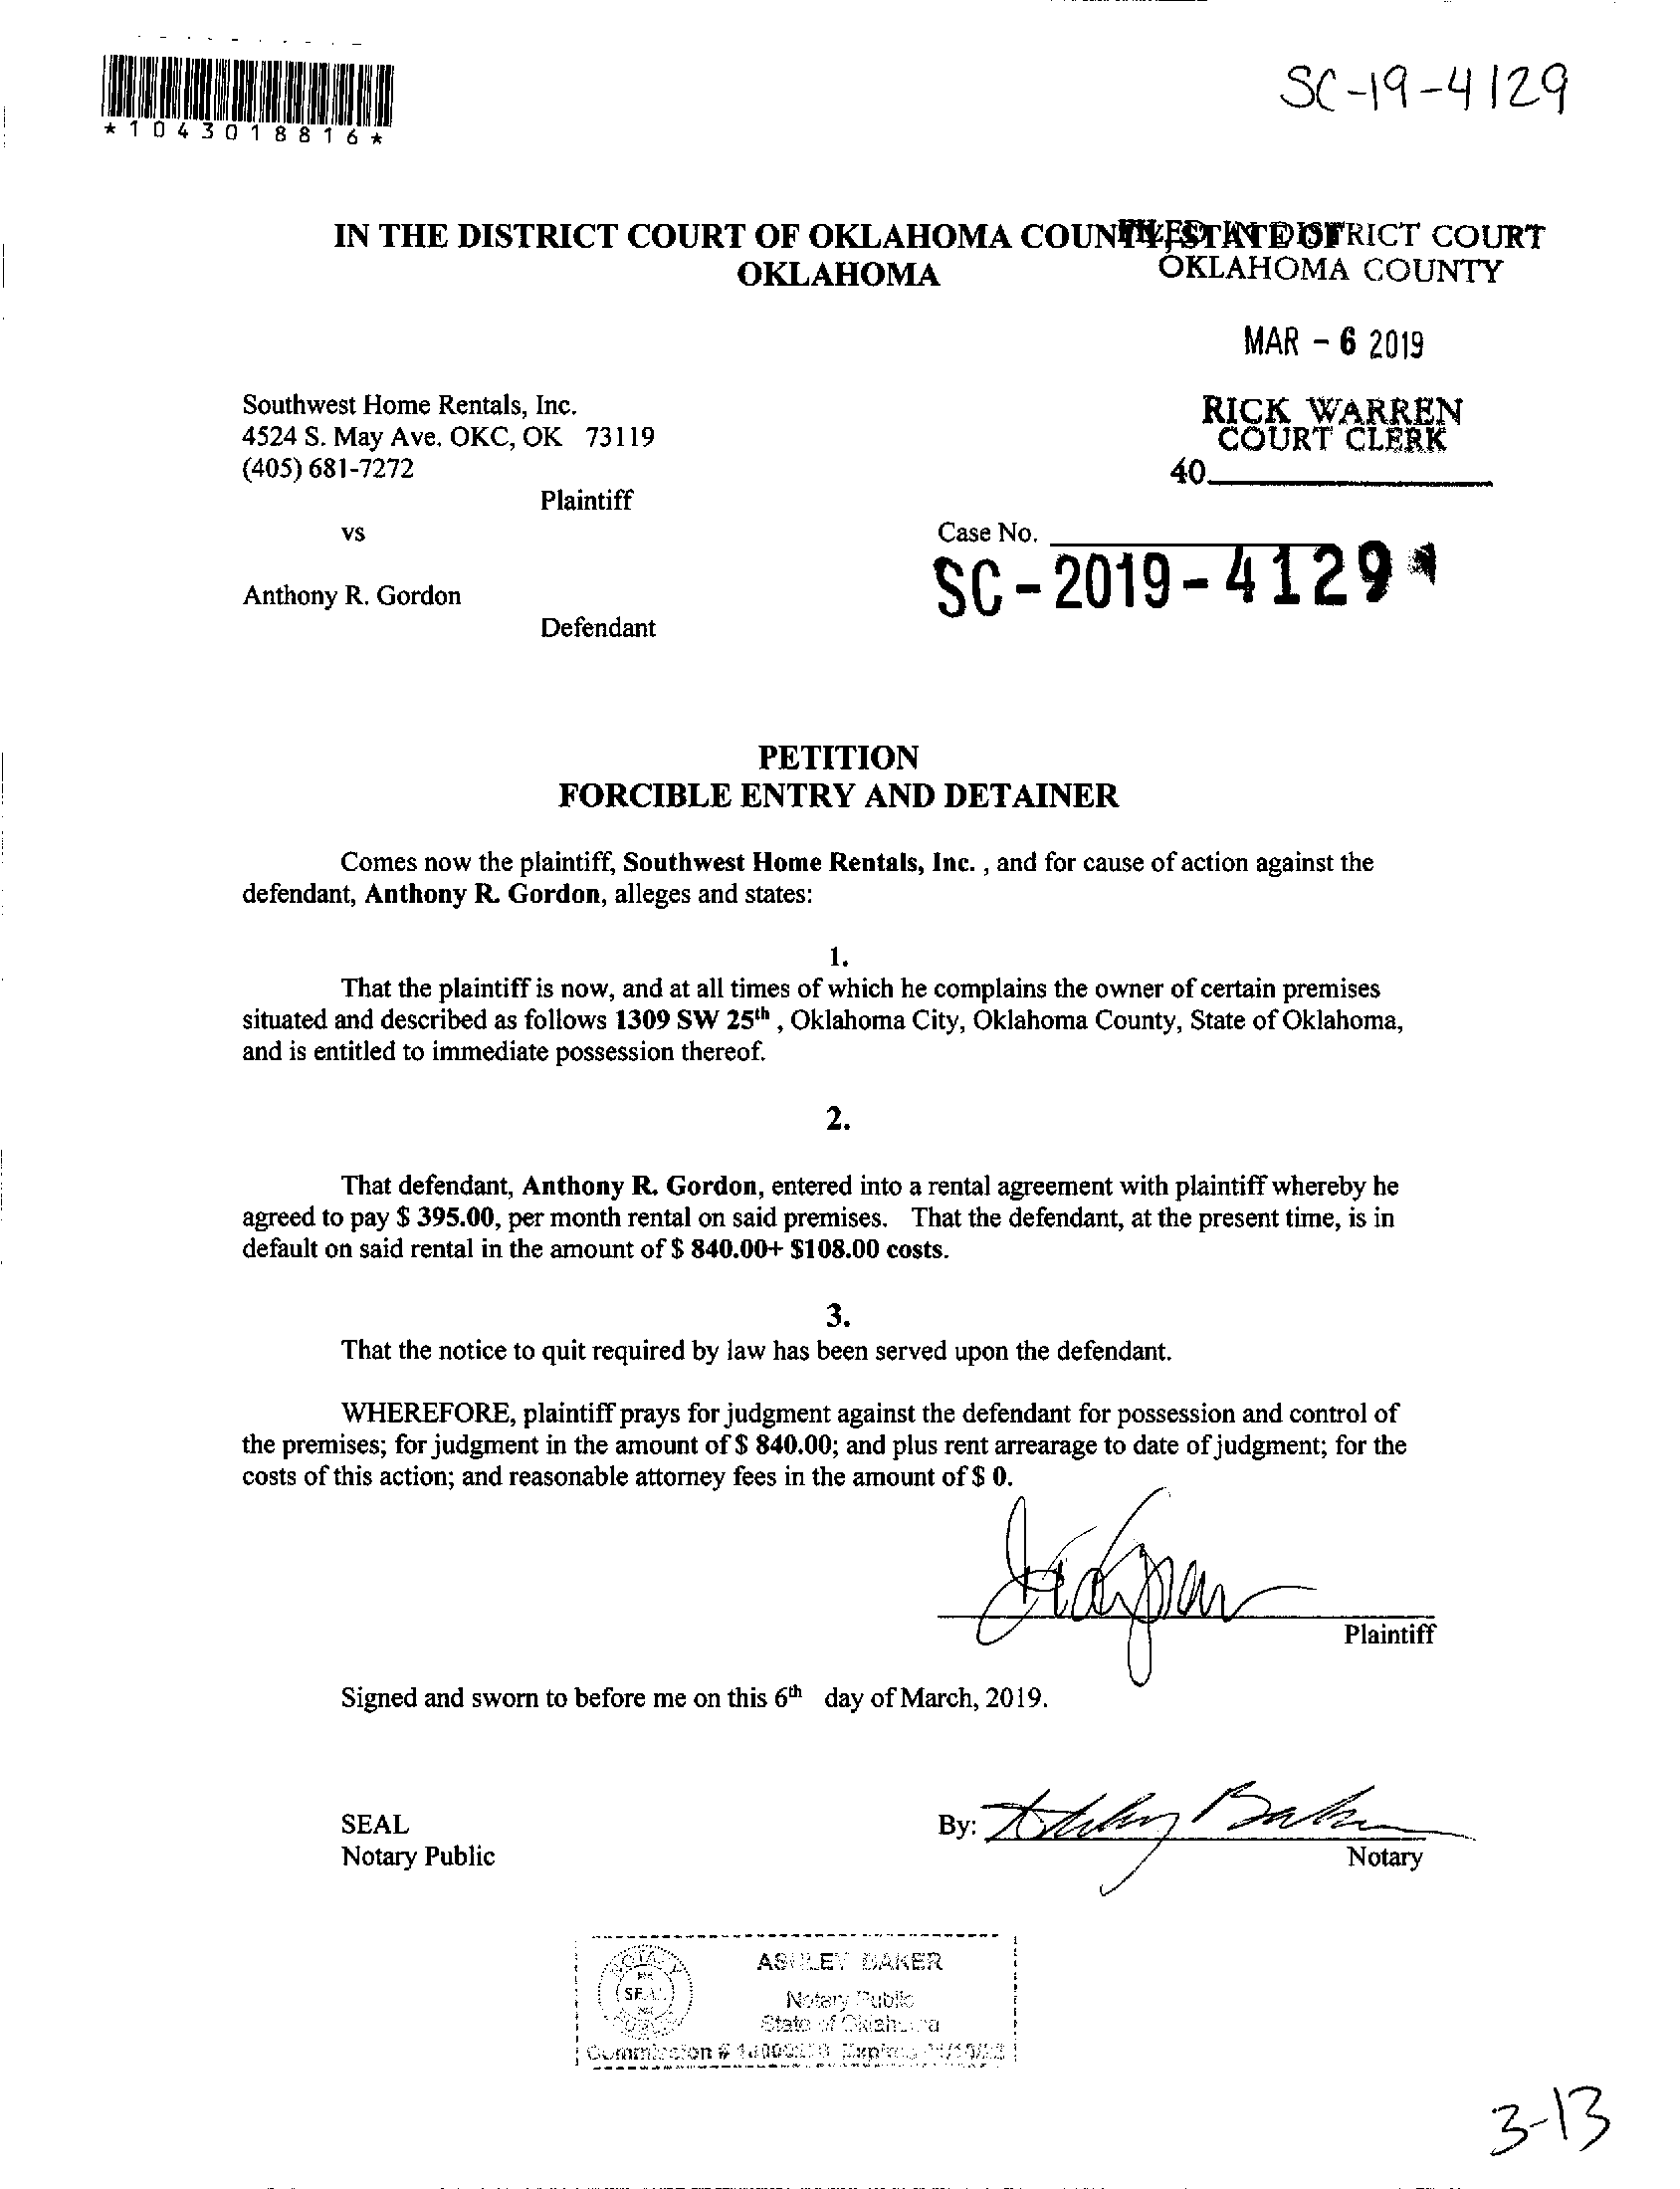 *1043018816*
SC-19-4129
IN THE DISTRICT COURT OF OKLAHOMA COUNTY, STATE OF
OKLAHOMA
FILED IN DISTRICT COURT
OKLAHOMA COUNTY
MAR - 6 2019
RICK WARREN
COURT CLERK
40
Southwest Home Rentals, Inc.
4524 S. May Ave. OKC, OK 73119
(405) 681-7272
Plaintiff
vs
Case No.
SC-2019-4129
Anthony R. Gordon
Defendant
PETITION
FORCIBLE ENTRY AND DETAINER
Comes now the plaintiff, Southwest Home Rentals, Inc. , and for cause of action against the
defendant, Anthony R. Gordon, alleges and states:
1.
That the plaintiff is now, and at all times of which he complains the owner of certain premises
situated and described as follows 1309 SW 25th , Oklahoma City, Oklahoma County, State of Oklahoma,
and is entitled to immediate possession thereof.
2.
That defendant, Anthony R. Gordon, entered into a rental agreement with plaintiff whereby he
agreed to pay $ 395.00, per month rental on said premises. That the defendant, at the present time, is in
default on said rental in the amount of $ 840.00+ $108.00 costs.
3.
That the notice to quit required by law has been served upon the defendant.
WHEREFORE, plaintiff prays for judgment against the defendant for possession and control of
the premises; for judgment in the amount of $ 840.00; and plus rent arrearage to date of judgment; for the
costs of this action; and reasonable attorney fees in the amount of $ 0.
Plaintiff
Signed and sworn to before me on this 6th day of March, 2019.
SEAL
By: Ashley Baker
Notary Public
Notary
ASHLEY BAKER
Notary Public
State of Oklahoma
SEAL
Commission # Expires
3-13